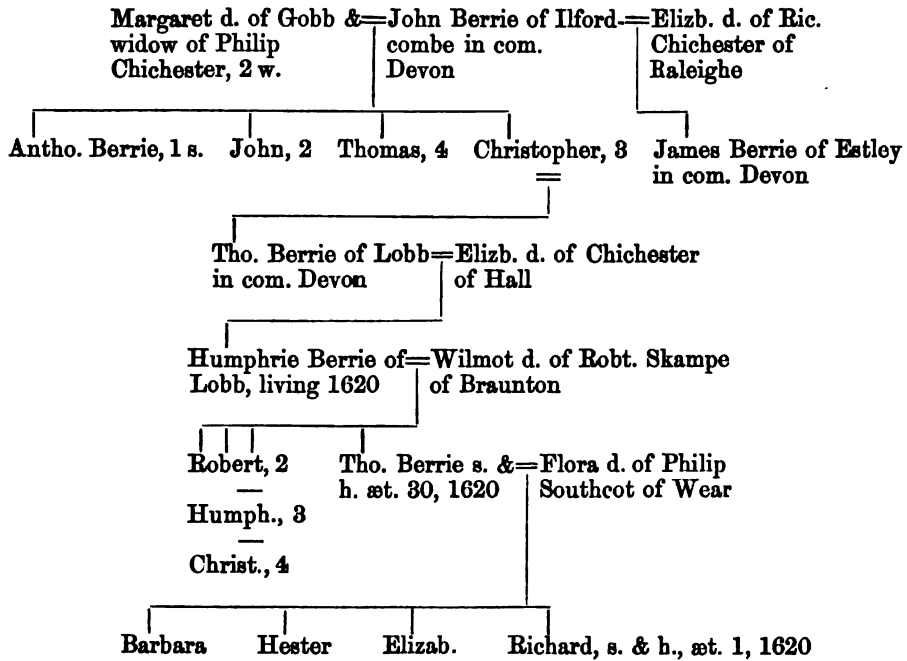 Margaret d. of Gobb &=John Berrie of Ilford-=Elizb. d. of Ric.
widow of Philip combe in com. Chichester of
Chichester, 2 w. Devon Raleighe
Antho. Berrie, 1 s. John, 2 Thomas, 4 Christopher, 3 James Berrie of Estley
= in com. Devon
Tho. Berrie of Lobb=Elizb. d. of Chichester
in com. Devon of Hall
Humphrie Berrie of=Wilmot d. of Robt. Skampe
Lobb, living 1620 of Braunton
Robert, 2 Tho. Berrie s. &=Flora d. of Philip
h. æt. 30, 1620 Southcot of Wear
Humph., 3
Christ., 4
Barbara Hester Elizab. Richard, s. & h., æt. 1, 1620